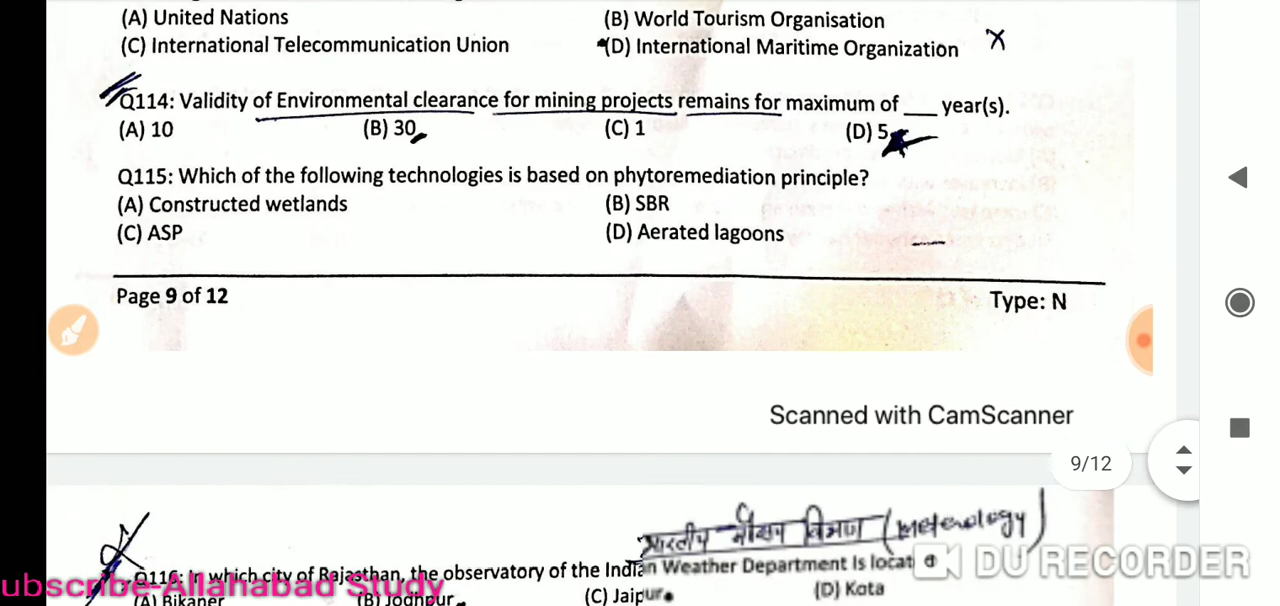 (A) United Nations (B) World Tourism Organisation
(C) International Telecommunication Union (D) International Maritime Organization
Q114: Validity of Environmental clearance for mining projects remains for maximum of ___ year(s).
(A) 10 (B) 30 (C) 1 (D) 5
Q115: Which of the following technologies is based on phytoremediation principle?
(A) Constructed wetlands (B) SBR
(C) ASP (D) Aerated lagoons
Page 9 of 12 Type: N
Scanned with CamScanner
9/12
भारतीय मौसम विभाग (meterology)
Q116: In which city of Rajasthan, the observatory of the Indian Weather Department Is locat
DU RECORDER
ubscribe-Allahabad Study
(A) Bikaner (B) Jodhpur (C) Jaipur (D) Kota